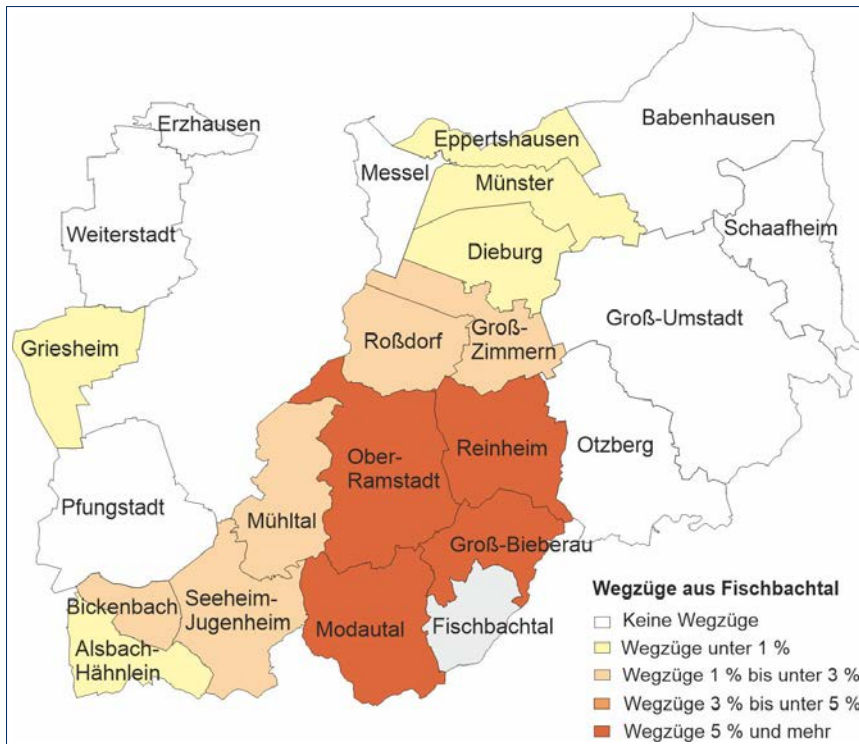 Erzhausen
Babenhausen
Eppertshausen
Messel
Münster
Schaafheim
Weiterstadt
Dieburg
Groß-Umstadt
Griesheim
Roßdorf
Groß-
Zimmern
Reinheim
Otzberg
Ober-
Ramstadt
Pfungstadt
Mühltal
Groß-Bieberau
Bickenbach
Seeheim-
Jugenheim
Modautal
Fischbachtal
Alsbach-
Hähnlein
Wegzüge aus Fischbachtal
Keine Wegzüge
Wegzüge unter 1 %
Wegzüge 1 % bis unter 3 %
Wegzüge 3 % bis unter 5 %
Wegzüge 5 % und mehr